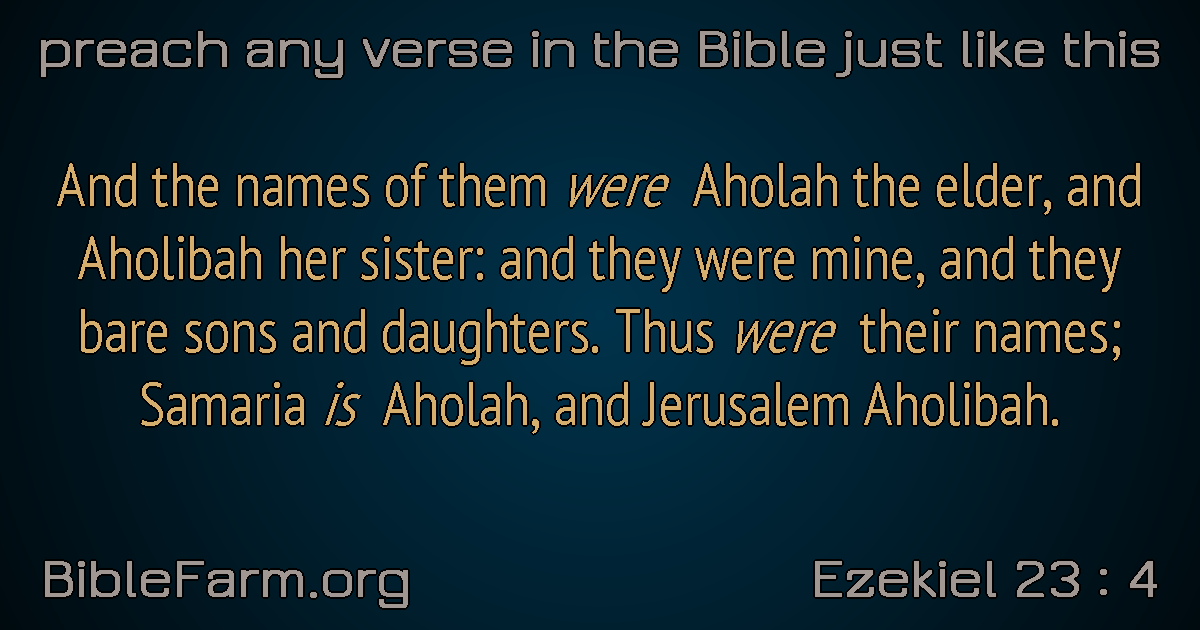 preach any verse in the Bible just like this
And the names of them were Aholah the elder, and
Aholibah her sister: and they were mine, and they
bare sons and daughters. Thus were their names;
Samaria is Aholah, and Jerusalem Aholibah.
BibleFarm.org
Ezekiel 23 : 4